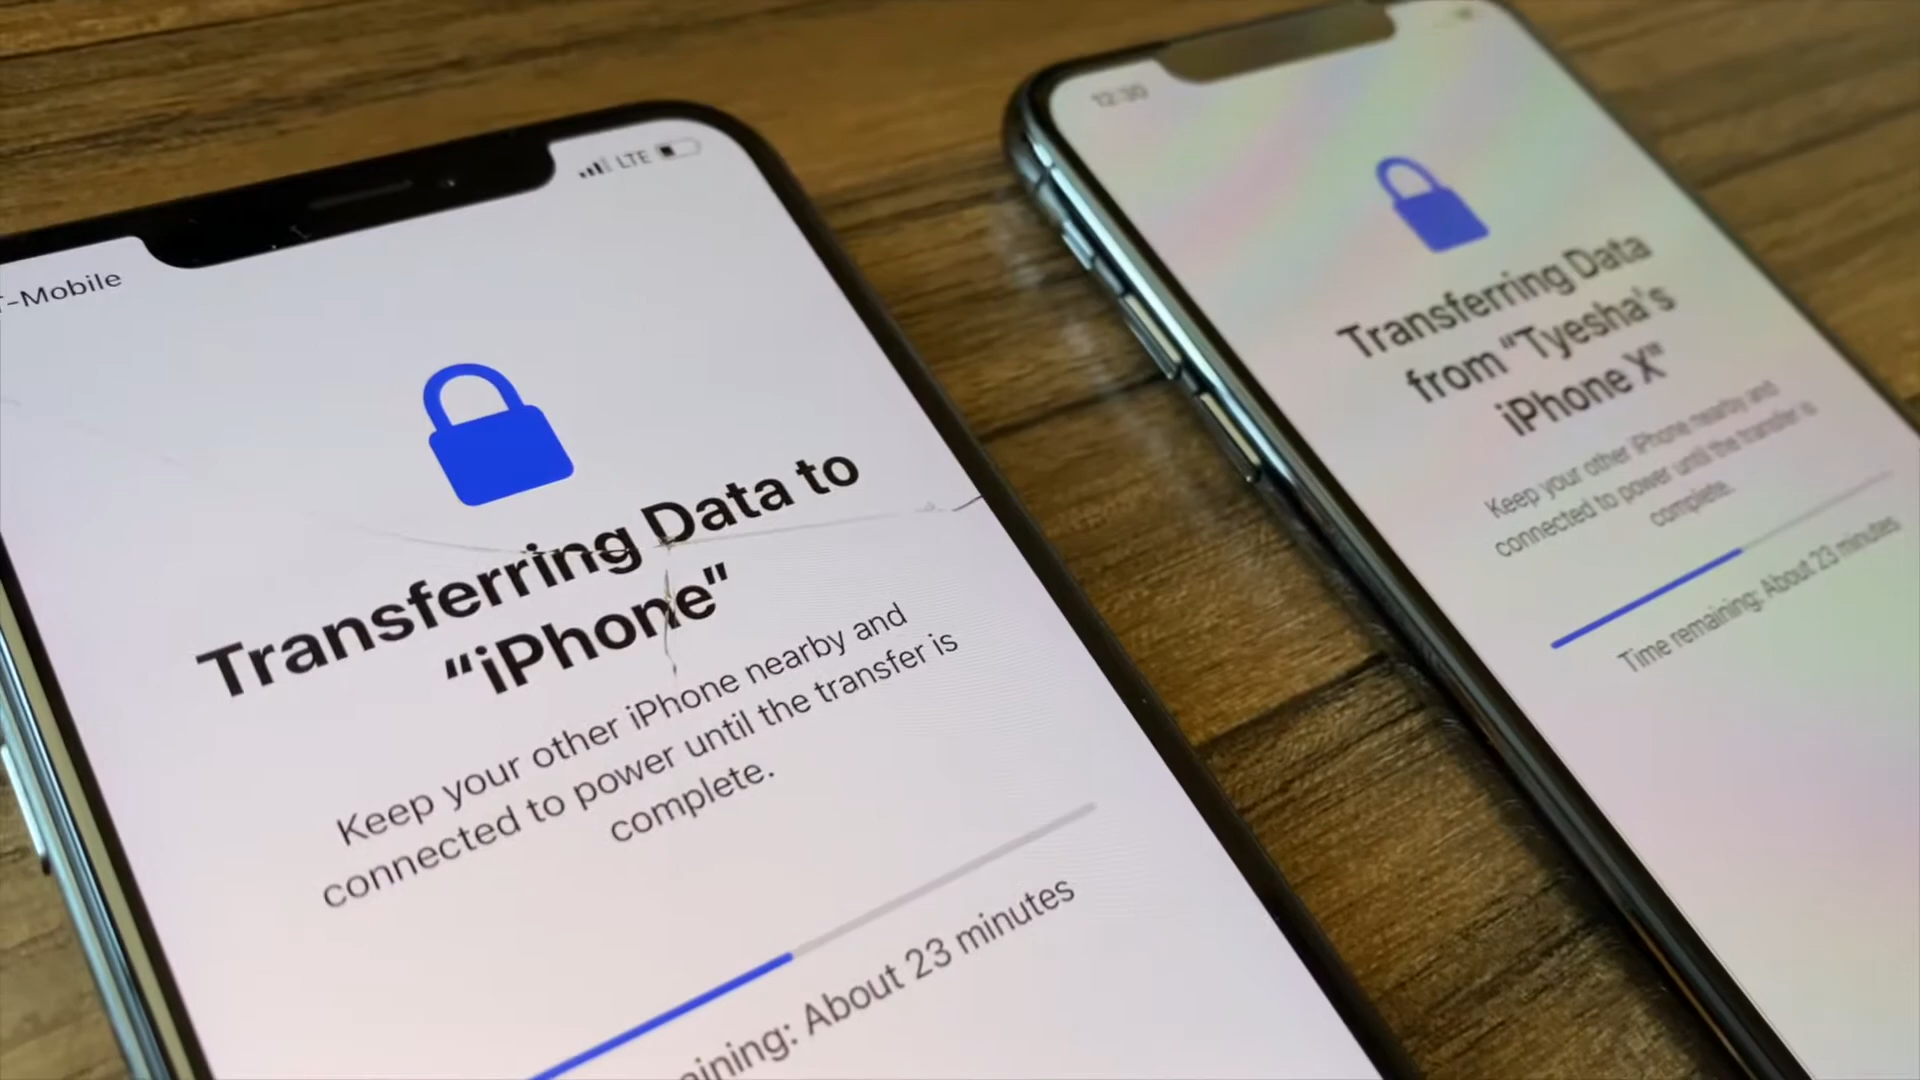 T-Mobile
LTE
Transferring Data to
“iPhone”
Keep your other iPhone nearby and
connected to power until the transfer is
complete.
aining: About 23 minutes
12:30
Transferring Data
from “Tyesha's
iPhone X”
Keep your other iPhone nearby and
connected to power until the transfer is
complete.
Time remaining: About 23 minutes